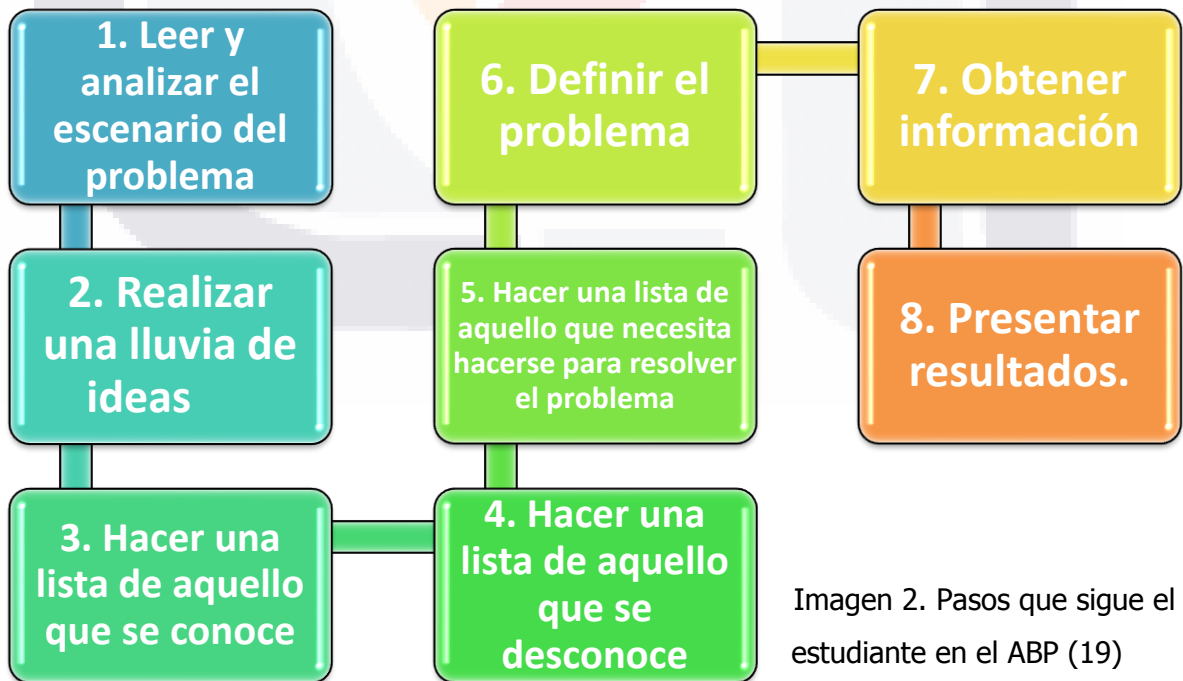 1. Leer y
analizar el
escenario del
problema
2. Realizar
una lluvia de
ideas
3. Hacer una
lista de aquello
que se conoce
4. Hacer una
lista de aquello
que se
desconoce
5. Hacer una lista de
aquello que necesita
hacerse para resolver
el problema
6. Definir el
problema
7. Obtener
información
8. Presentar
resultados.
Imagen 2. Pasos que sigue el
estudiante en el ABP (19)